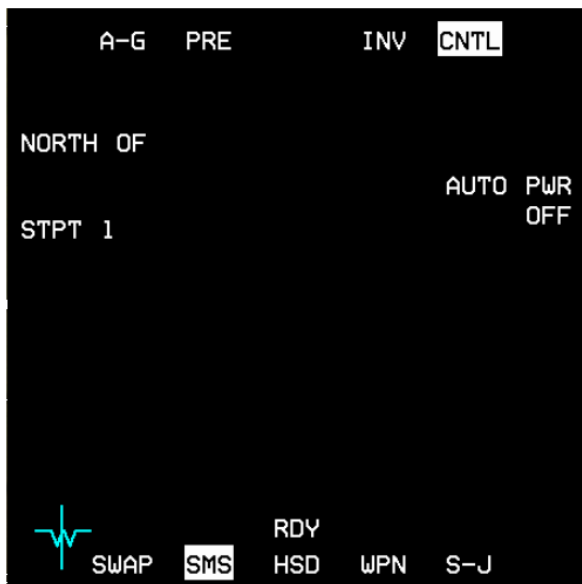 A-G PRE INV CNTL
NORTH OF
AUTO PWR
OFF
STPT 1
RDY
SWAP SMS HSD WPN S-J